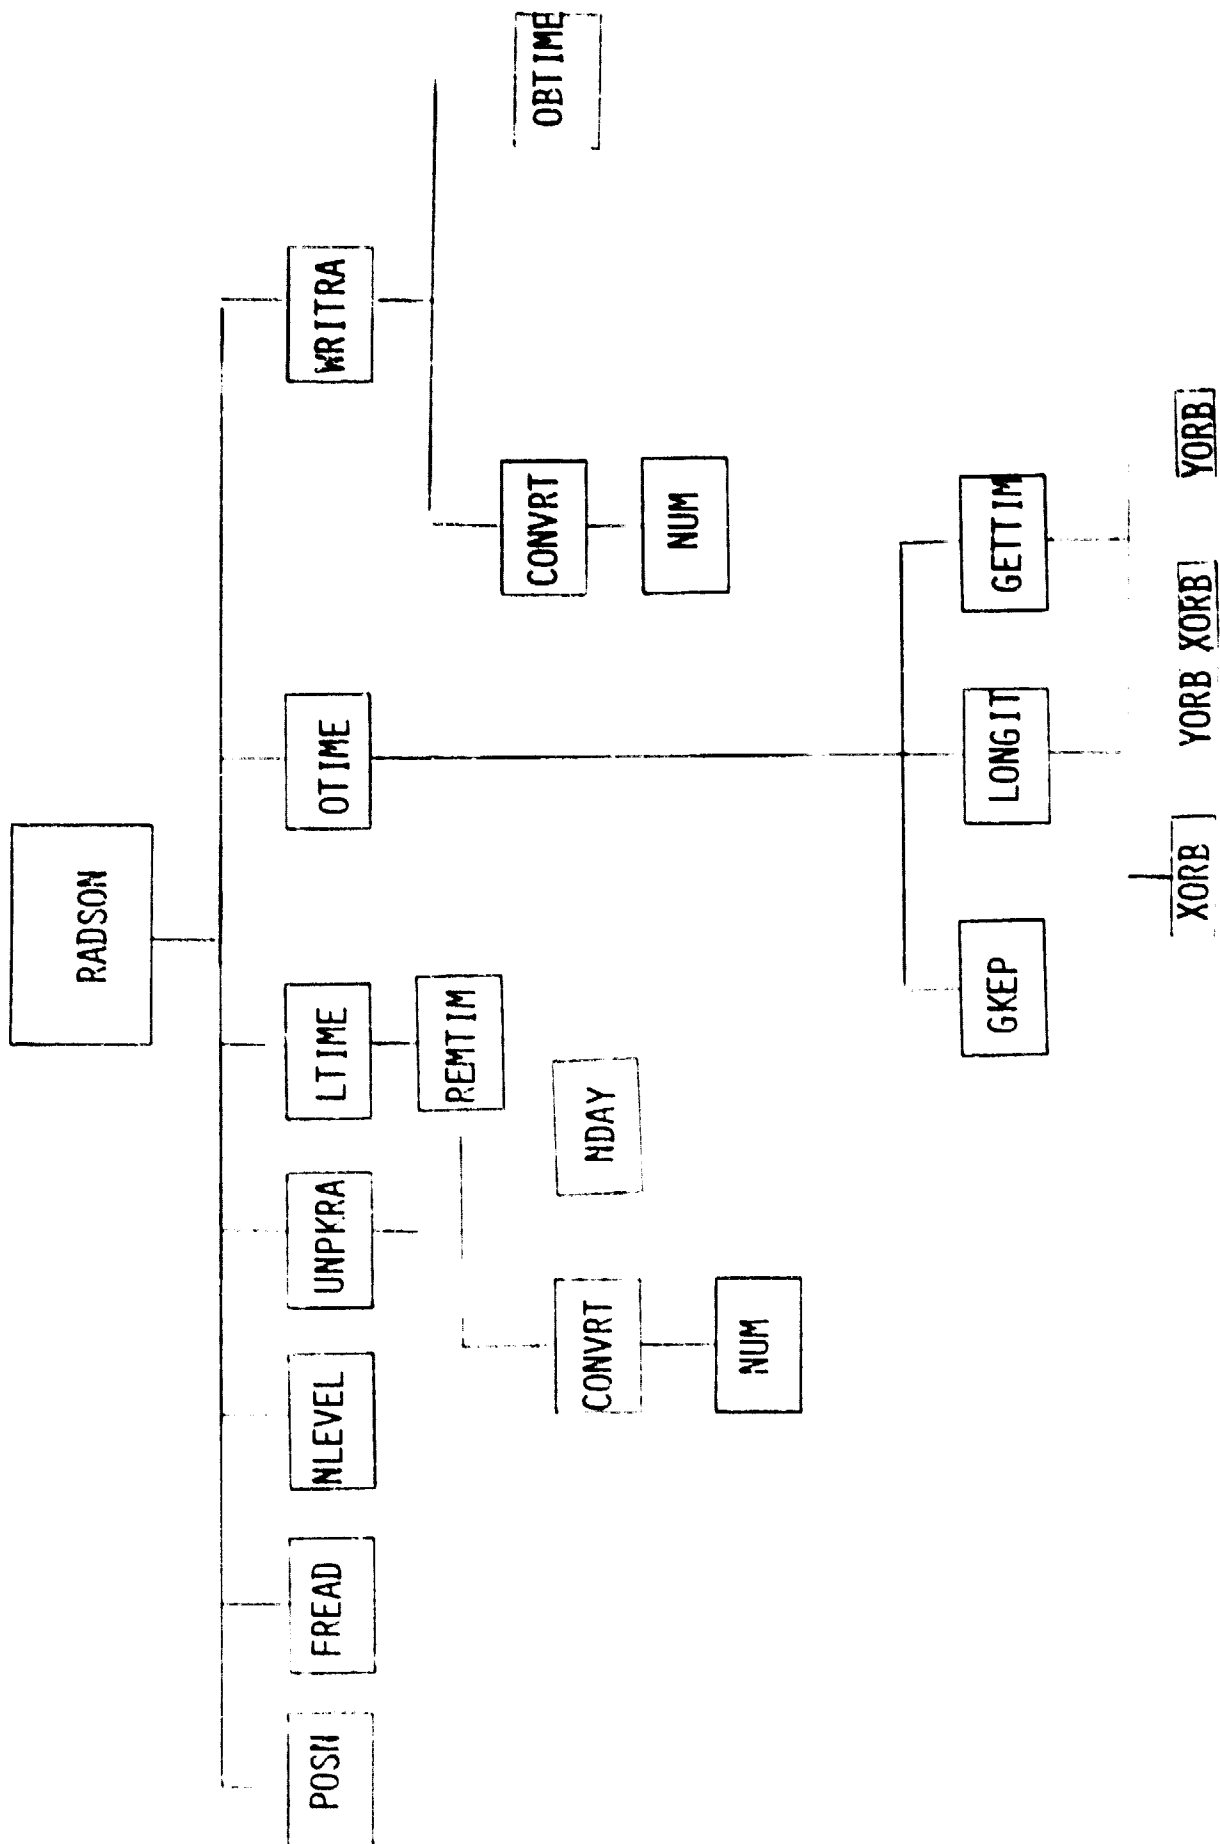 RADSON
POSN
FREAD
NLEVEL
UNPKRA
LTIME
OTIME
WRITRA
REMTIM
CONVRT
OBTIME
CONVRT
NDAY
NUM
NUM
GKEP
LONGIT
GETTIM
XORB
YORB
XORB
YORB